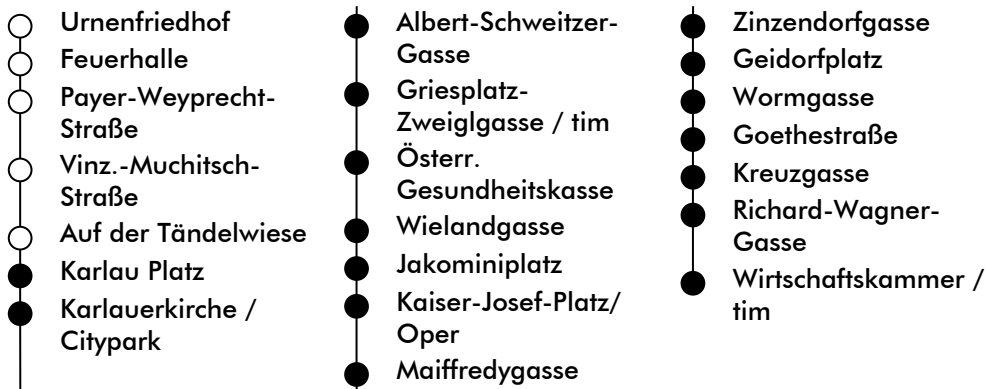 Urnenfriedhof
Feuerhalle
Payer-Weyprecht-
Straße
Vinz.-Muchitsch-
Straße
Auf der Tändelwiese
Karlau Platz
Karlauerkirche /
Citypark
Albert-Schweitzer-
Gasse
Griesplatz-
Zweiglgasse / tim
Österr.
Gesundheitskasse
Wielandgasse
Jakominiplatz
Kaiser-Josef-Platz/
Oper
Maiffredygasse
Zinzendorfgasse
Geidorfplatz
Wormgasse
Goethestraße
Kreuzgasse
Richard-Wagner-
Gasse
Wirtschaftskammer /
tim